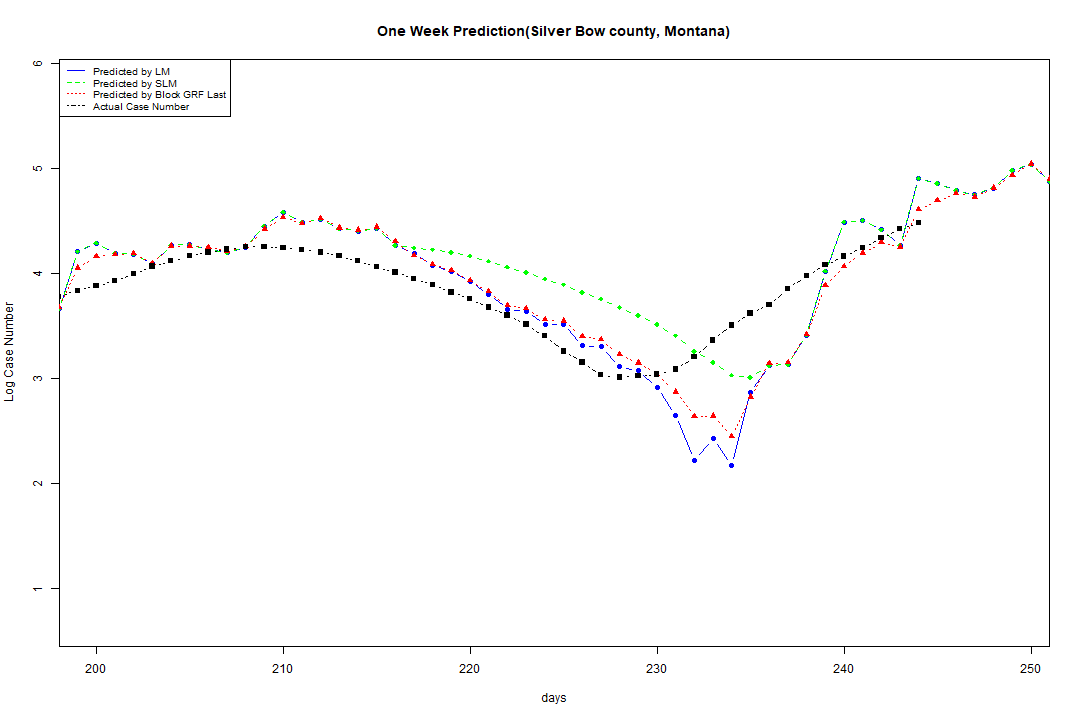 One Week Prediction(Silver Bow county, Montana)
Predicted by LM
Predicted by SLM
Predicted by Block GRF Last
Actual Case Number
Log Case Number
6
5
4
3
2
1
200 210 220 230 240 250
days